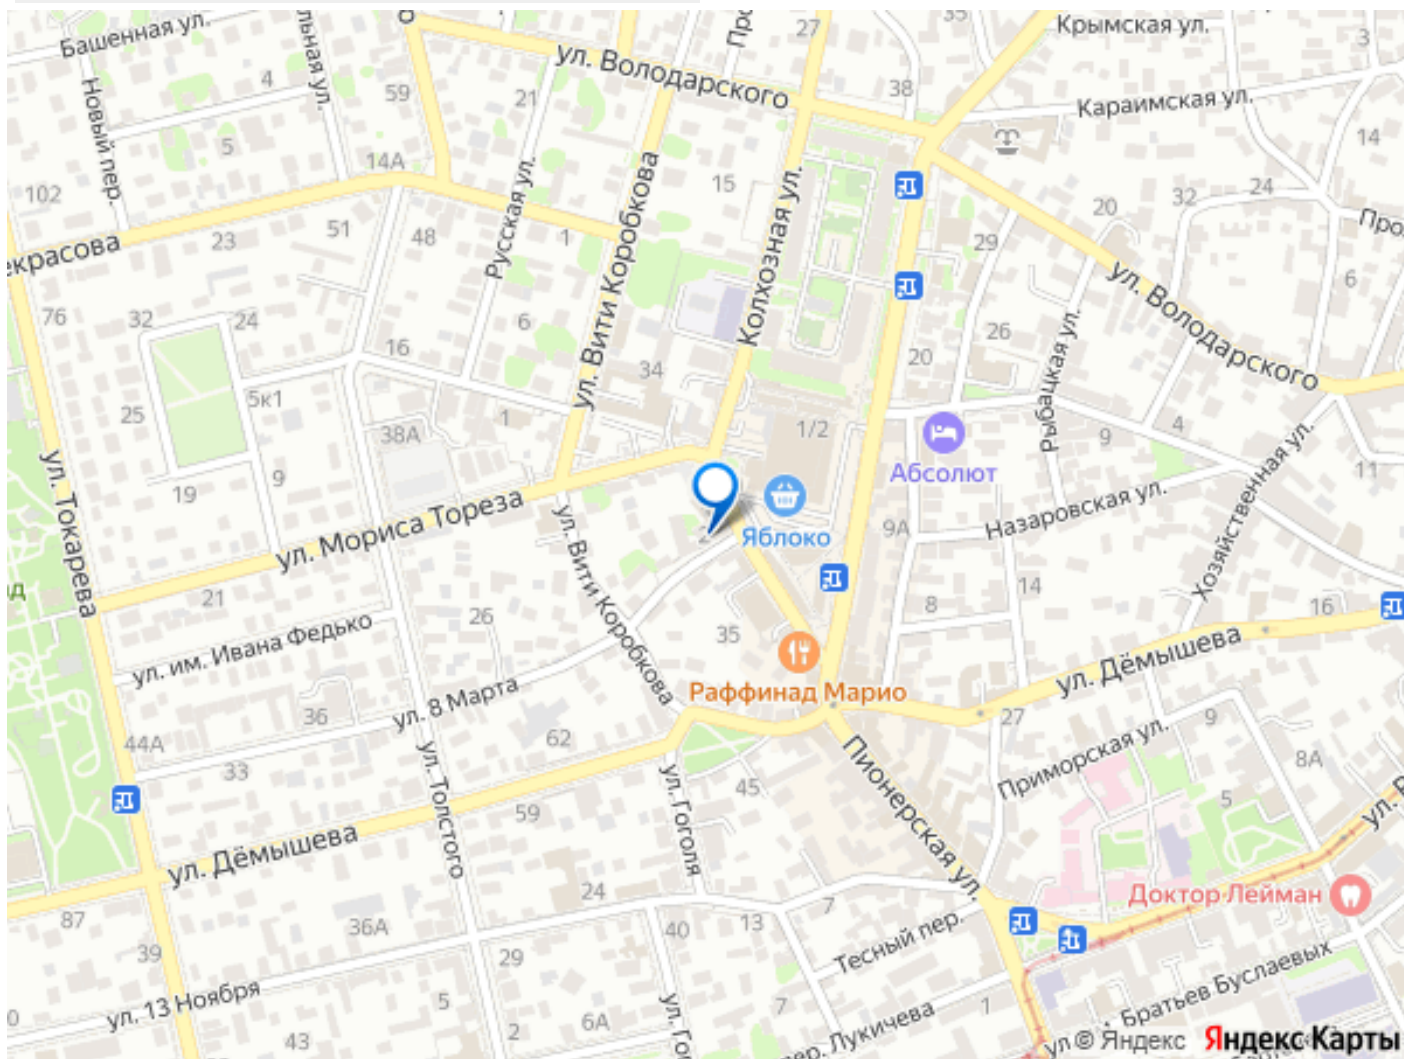 Башенная ул.
Новый пер.
4
59
5
102
14А
ул. Володарского
21
27
35
Крымская ул.
3
38
Караимская ул.
14
24
32
20
красова
23
51
48
Русская ул.
1
ул. Вити Коробкова
15
Колхозная ул.
29
ул. Володарского
6
76
32
24
16
6
34
26
20
Рыбацкая ул.
25
5к1
1
38А
1/2
Абсолют
9
4
Хозяйственная ул.
11
19
9
ул. Токарева
ул. Мориса Тореза
ул. Вити Коробкова
Яблоко
9А
Назаровская ул.
21
ул. им. Ивана Федько
26
35
8
14
16
Раффинад Марио
ул. Дёмышева
36
ул. 8 Марта
44А
33
62
ул. Толстого
ул. Гоголя
45
Пионерская ул.
27
Приморская ул.
9
8А
5
59
ул. Дёмышева
87
39
36А
24
40
13
7
Тесный пер.
Доктор Лейман
29
ул. 13 Ноября
5
2
6А
43
7
Лукичева
1
Братьев Буслаевых
© Яндекс Яндекс Карты